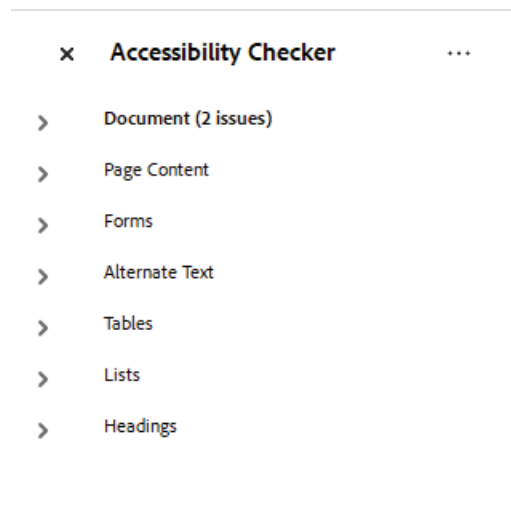 Accessibility Checker
Document (2 issues)
Page Content
Forms
Alternate Text
Tables
Lists
Headings